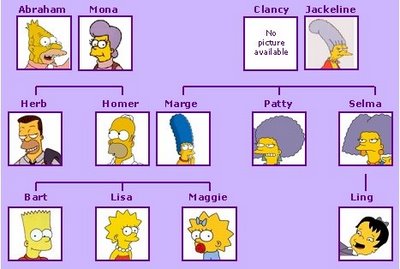 Abraham Mona Clancy Jackeline
No
picture
available
Herb Homer Marge Patty Selma
Bart Lisa Maggie Ling